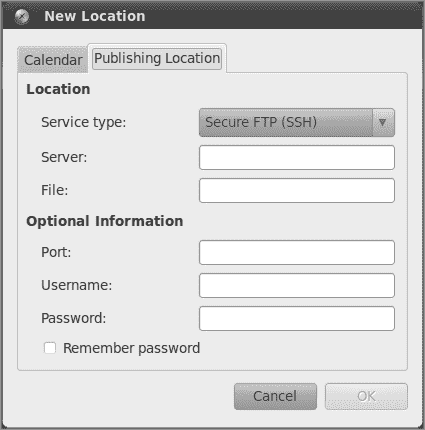 New Location
Calendar Publishing Location
Location
Service type: Secure FTP (SSH)
Server:
File:
Optional Information
Port:
Username:
Password:
Remember password
Cancel OK